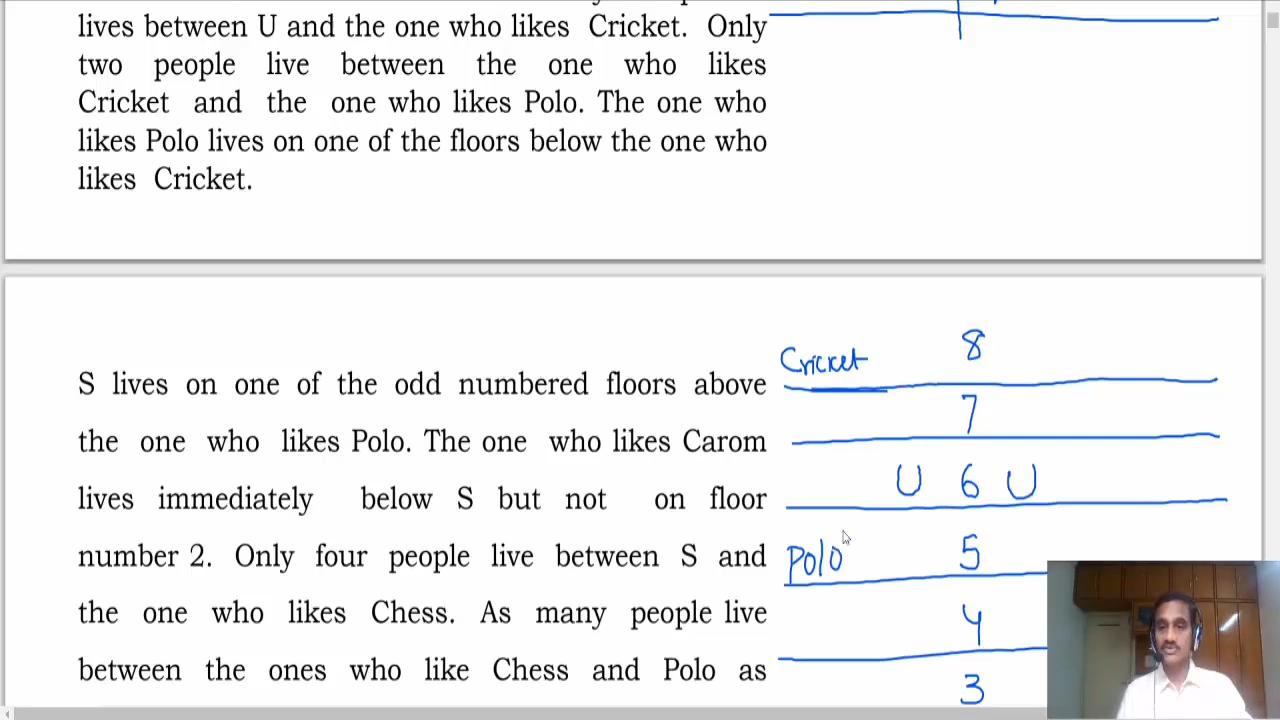 lives between U and the one who likes Cricket. Only
two people live between the one who likes
Cricket and the one who likes Polo. The one who
likes Polo lives on one of the floors below the one who
likes Cricket.
S lives on one of the odd numbered floors above
the one who likes Polo. The one who likes Carom
lives immediately below S but not on floor
number 2. Only four people live between S and
the one who likes Chess. As many people live
between the ones who like Chess and Polo as
Cricket 8
7
U 6 U
Polo 5
4
3